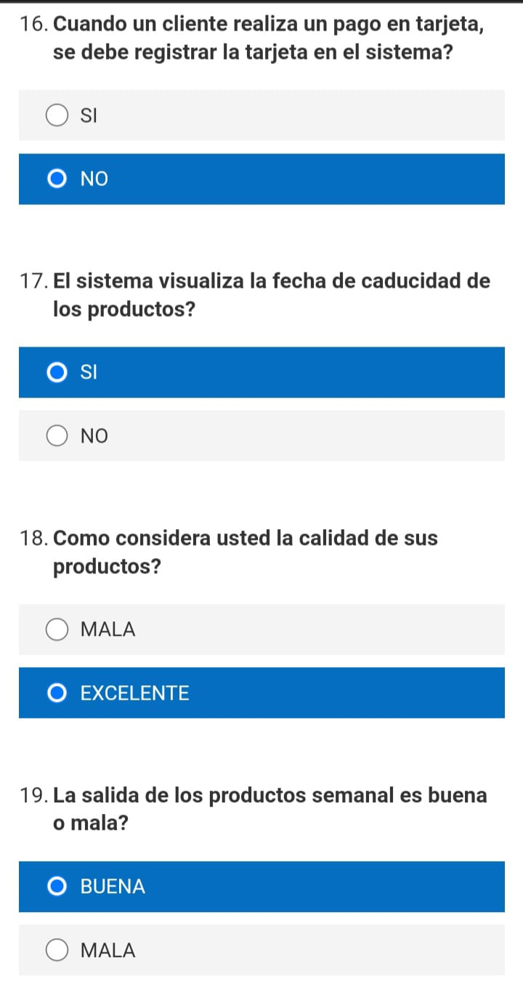 16. Cuando un cliente realiza un pago en tarjeta,
se debe registrar la tarjeta en el sistema?
SI
NO
17. El sistema visualiza la fecha de caducidad de
los productos?
SI
NO
18. Como considera usted la calidad de sus
productos?
MALA
EXCELENTE
19. La salida de los productos semanal es buena
o mala?
BUENA
MALA